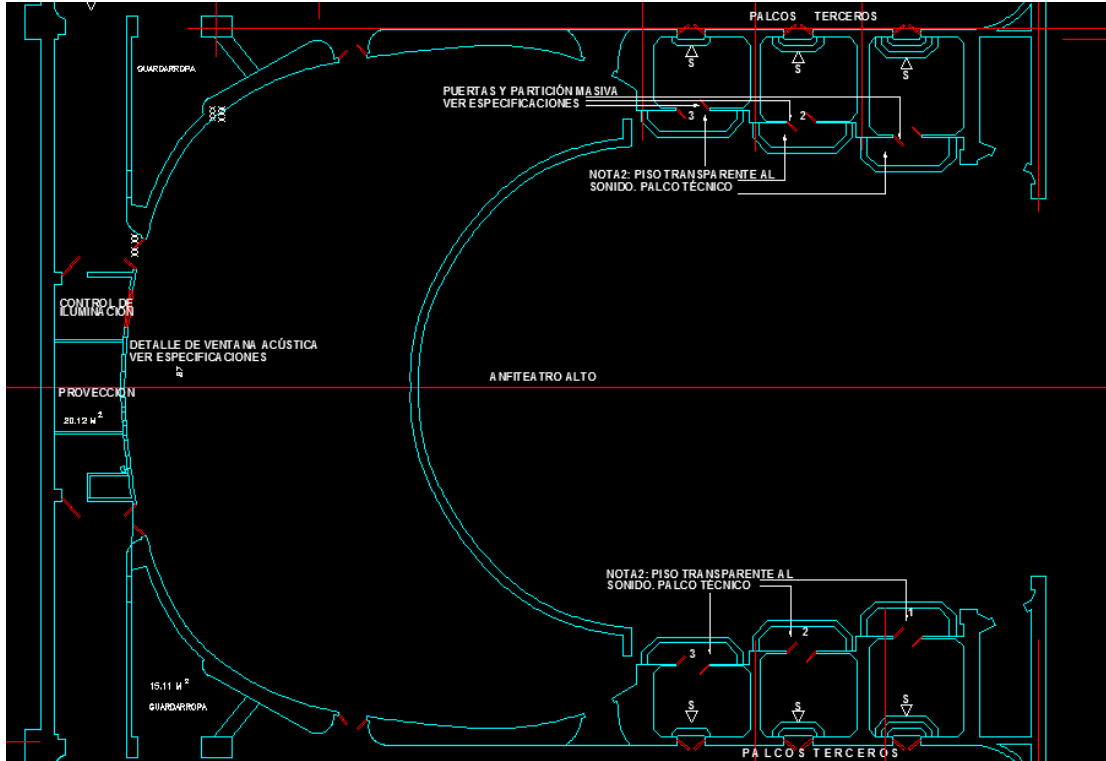 PALCOS TERCEROS
GUARDARROPA
S
S
S
PUERTAS Y PARTICIÓN MASIVA
VER ESPECIFICACIONES
3
2
NOTA2: PISO TRANSPARENTE AL
SONIDO. PALCO TÉCNICO
CONTROL DE
ILUMINACIÓN
DETALLE DE VENTANA ACÚSTICA
VER ESPECIFICACIONES
87
ANFITEATRO ALTO
PROVECCION
20.12 M2
NOTA2: PISO TRANSPARENTE AL
SONIDO. PALCO TÉCNICO
1
2
3
15.11 M2
GUARDARROPA
S
S
S
PALCOS TERCEROS